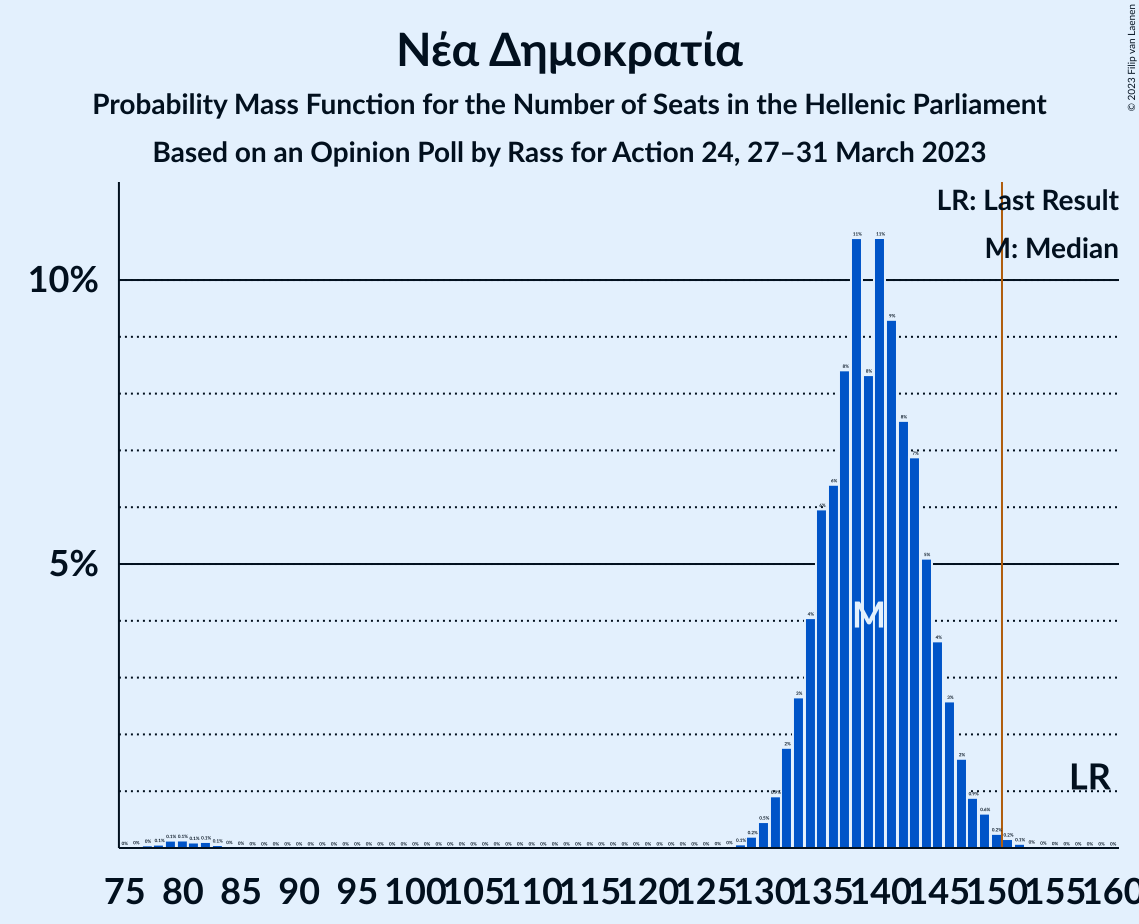 Νέα Δημοκρατία
© 2023 Filip van Laenen
Probability Mass Function for the Number of Seats in the Hellenic Parliament
Based on an Opinion Poll by Rass for Action 24, 27–31 March 2023
LR: Last Result
M: Median
10%
5%
M
LR
75 80 85 90 95 100 105 110 115 120 125 130 135 140 145 150 155 160